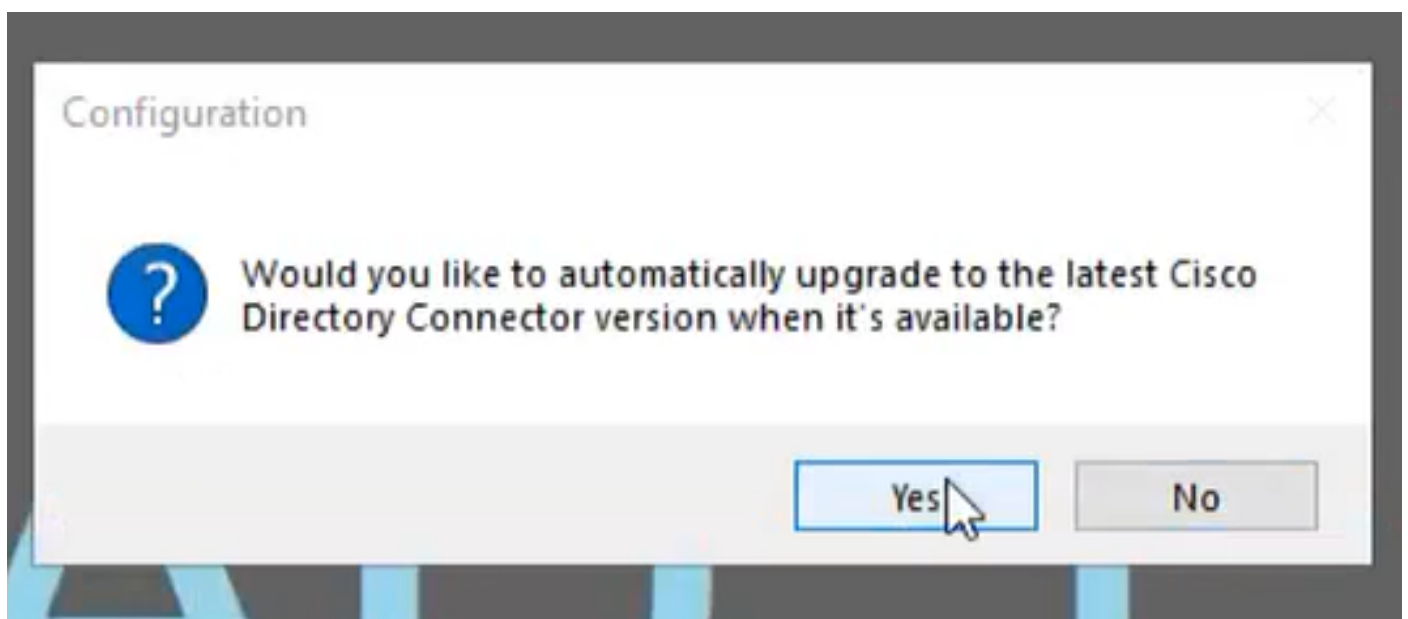 Configuration
Would you like to automatically upgrade to the latest Cisco
Directory Connector version when it's available?
Yes
No